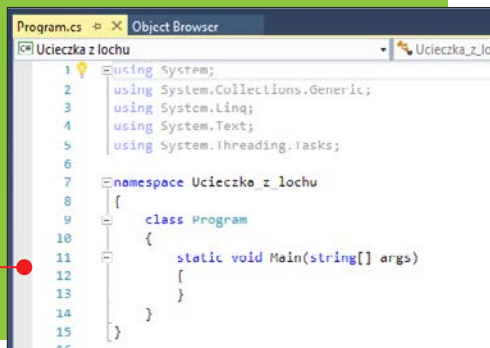 Program.cs Object Browser
C# Ucieczka z lochu Ucieczka_z_lo
1 using System;
2 using System.Collections.Generic;
3 using System.Linq;
4 using System.Text;
5 using System.Threading.Tasks;
6
7 namespace Ucieczka_z_lochu
8 {
9 class Program
10 {
11 static void Main(string[] args)
12 {
13 }
14 }
15 }
16